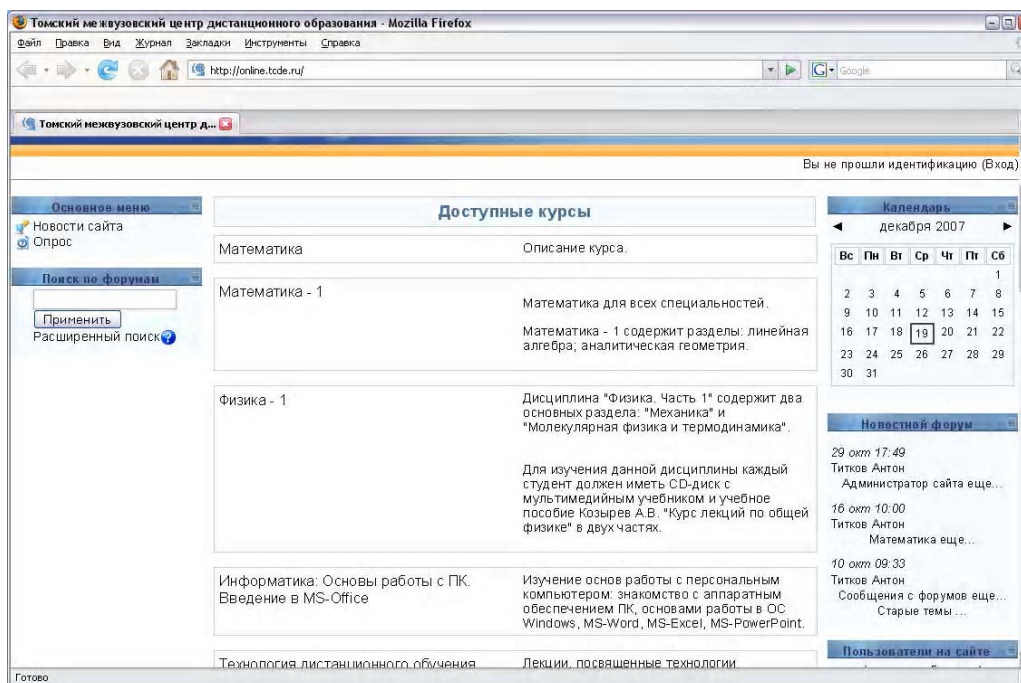 Томский межвузовский центр дистанционного образования - Mozilla Firefox
Файл Правка Вид Журнал Закладки Инструменты Справка
http://online.tcde.ru/
Google
Томский межвузовский центр д...
Вы не прошли идентификацию (Вход)
Основное меню
Новости сайта
Опрос
Поиск по форумам
Применить
Расширенный поиск
Доступные курсы
Математика
Описание курса.
Математика - 1
Математика для всех специальностей.
Математика - 1 содержит разделы: линейная
алгебра; аналитическая геометрия.
Физика - 1
Дисциплина "Физика. Часть 1" содержит два
основных раздела: "Механика" и
"Молекулярная физика и термодинамика".
Для изучения данной дисциплины каждый
студент должен иметь CD-диск с
мультимедийным учебником и учебное
пособие Козырев А.В. "Курс лекций по общей
физике" в двух частях.
Информатика: Основы работы с ПК.
Введение в MS-Office
Изучение основ работы с персональным
компьютером: знакомство с аппаратным
обеспечением ПК, основами работы в ОС
Windows, MS-Word, MS-Excel, MS-PowerPoint.
Технология дистанционного обучения
Лекции, посвященные технологии
Календарь
декабря 2007
Вс Пн Вт Ср Чт Пт Сб
1
2 3 4 5 6 7 8
9 10 11 12 13 14 15
16 17 18 19 20 21 22
23 24 25 26 27 28 29
30 31
Новостной форум
29 окт 17:49
Титков Антон
Администратор сайта еще...
16 окт 10:00
Титков Антон
Математика еще...
10 окт 09:33
Титков Антон
Сообщения с форумов еще...
Старые темы ...
Пользователи на сайте
Готово